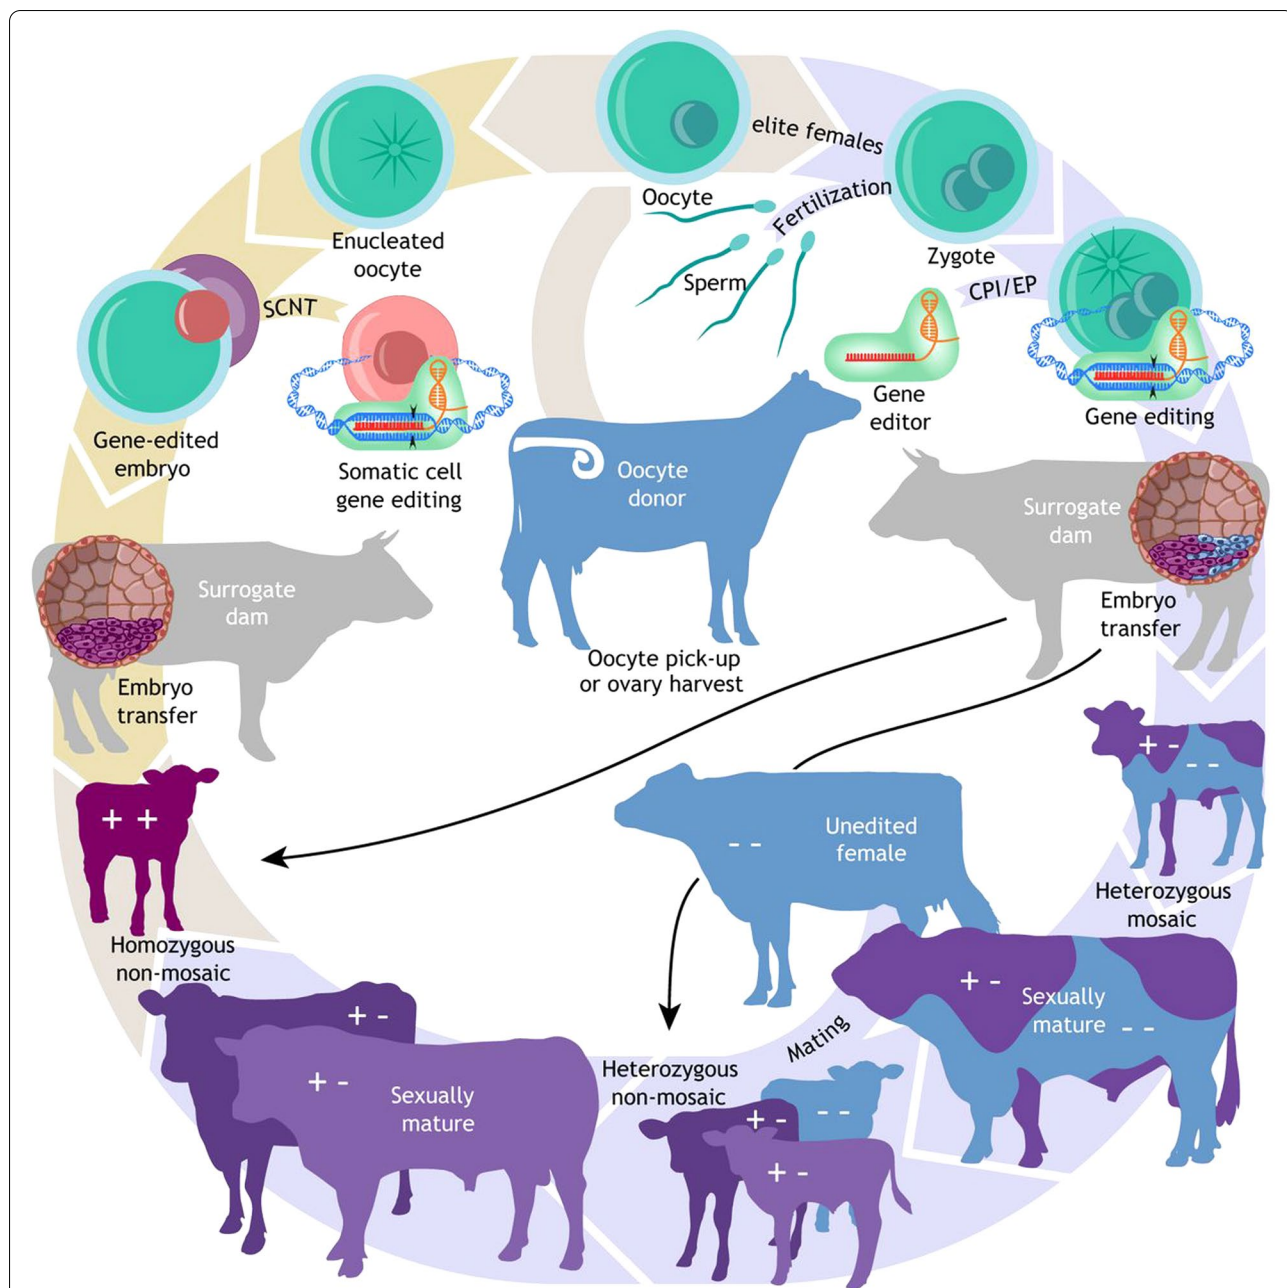 elite females
Oocyte
Fertilization
Enucleated
oocyte
Zygote
Sperm
CPI/EP
SCNT
Gene
editor
Gene editing
Gene-edited
embryo
Somatic cell
gene editing
Oocyte
donor
Surrogate
dam
Surrogate
dam
Embryo
transfer
Oocyte pick-up
or ovary harvest
Embryo
transfer
+ -
- -
+ +
Unedited
female
- -
Heterozygous
mosaic
Homozygous
non-mosaic
+ -
Sexually
mature
- -
+ -
+ -
Sexually
mature
Mating
Heterozygous
non-mosaic
+ -
- -
+ -